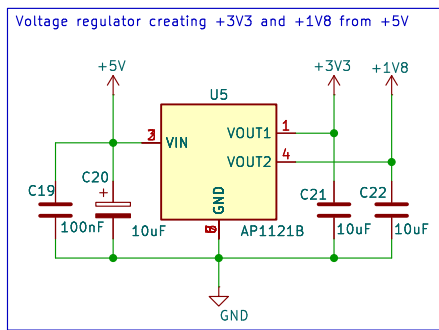 Voltage regulator creating +3V3 and +1V8 from +5V
+5V
+3V3
+1V8
U5
VIN
VOUT1
1
VOUT2
4
GND
C19
100nF
C20
+
10uF
AP1121B
C21
10uF
C22
10uF
GND